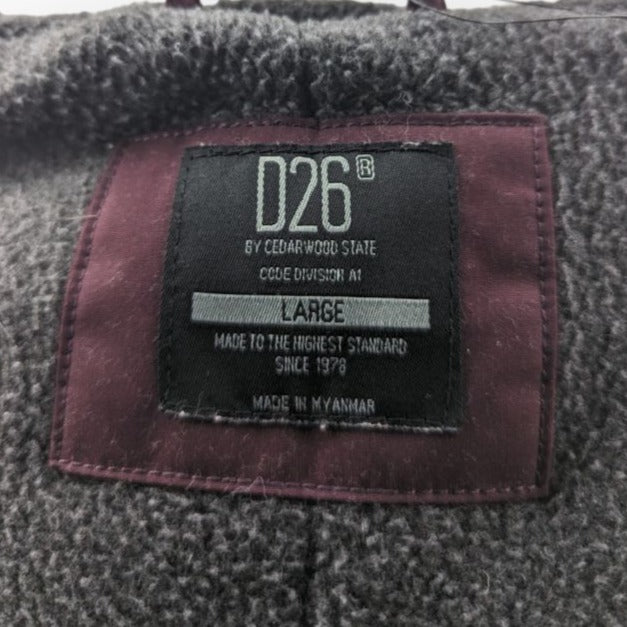 D26®
BY CEDARWOOD STATE
CODE DIVISION A1
LARGE
MADE TO THE HIGHEST STANDARD
SINCE 1978
MADE IN MYANMAR